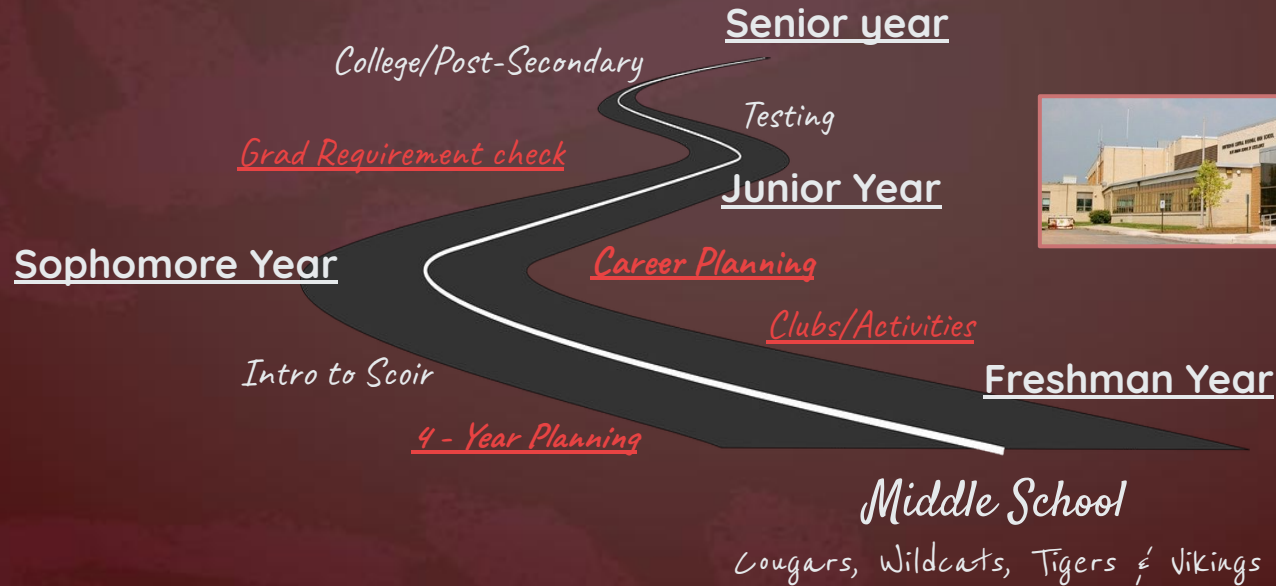 Senior year
College/Post-Secondary
Testing
Grad Requirement check
Junior Year
Sophomore Year
Career Planning
Clubs/Activities
Intro to Scoir
Freshman Year
4 - Year Planning
Middle School
Cougars, Wildcats, Tigers & Vikings